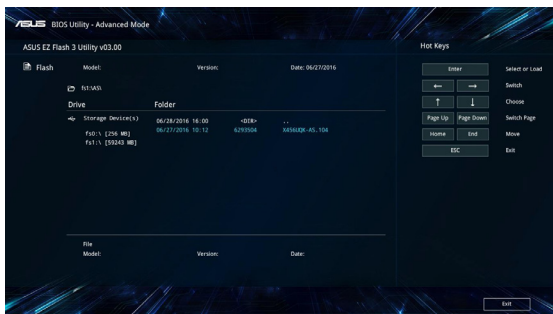 ASUS BIOS Utility - Advanced Mode
ASUS EZ Flash 3 Utility v03.00
Hot Keys
Flash Model: Version: Date: 06/27/2016
fs1:\AS\
Drive Folder
Storage Device(s) 06/28/2016 16:00 <DIR> ..
fs0:\ [256 MB] 06/27/2016 10:12 6293504 X456UQK-AS.104
fs1:\ [59243 MB]
Enter Select or Load
← → Switch
↑ ↓ Choose
Page Up Page Down Switch Page
Home End Move
ESC Exit
File
Model: Version: Date:
Exit